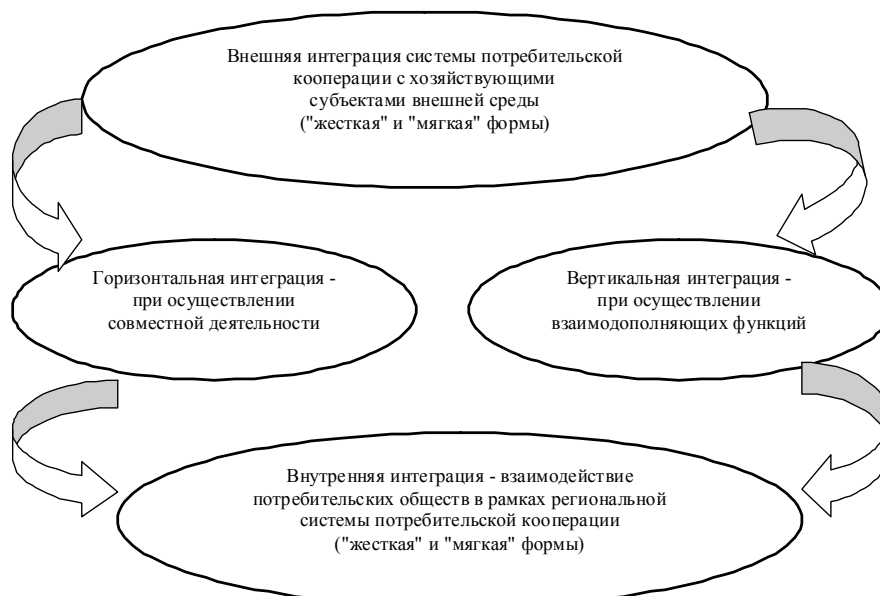 Внешняя интеграция системы потребительской
кооперации с хозяйствующими
субъектами внешней среды
("жесткая" и "мягкая" формы)
Горизонтальная интеграция -
при осуществлении
совместной деятельности
Вертикальная интеграция -
при осуществлении
взаимодополняющих функций
Внутренняя интеграция - взаимодействие
потребительских обществ в рамках региональной
системы потребительской кооперации
("жесткая" и "мягкая" формы)